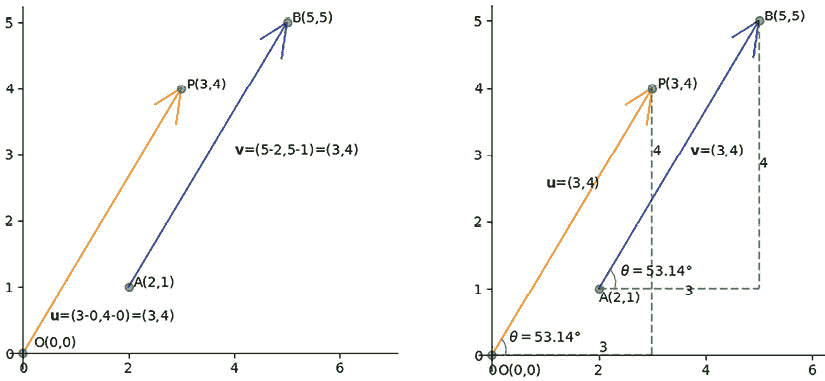 5
B(5,5)
4
P(3,4)
3
v=(5-2,5-1)=(3,4)
2
1
A(2,1)
u=(3-0,4-0)=(3,4)
O(0,0)
0
0
2
4
6
5
B(5,5)
4
P(3,4)
3
4
v=(3,4)
4
u=(3,4)
2
θ = 53.14°
1
A(2,1)
3
θ = 53.14°
3
0
0
O(0,0)
2
4
6